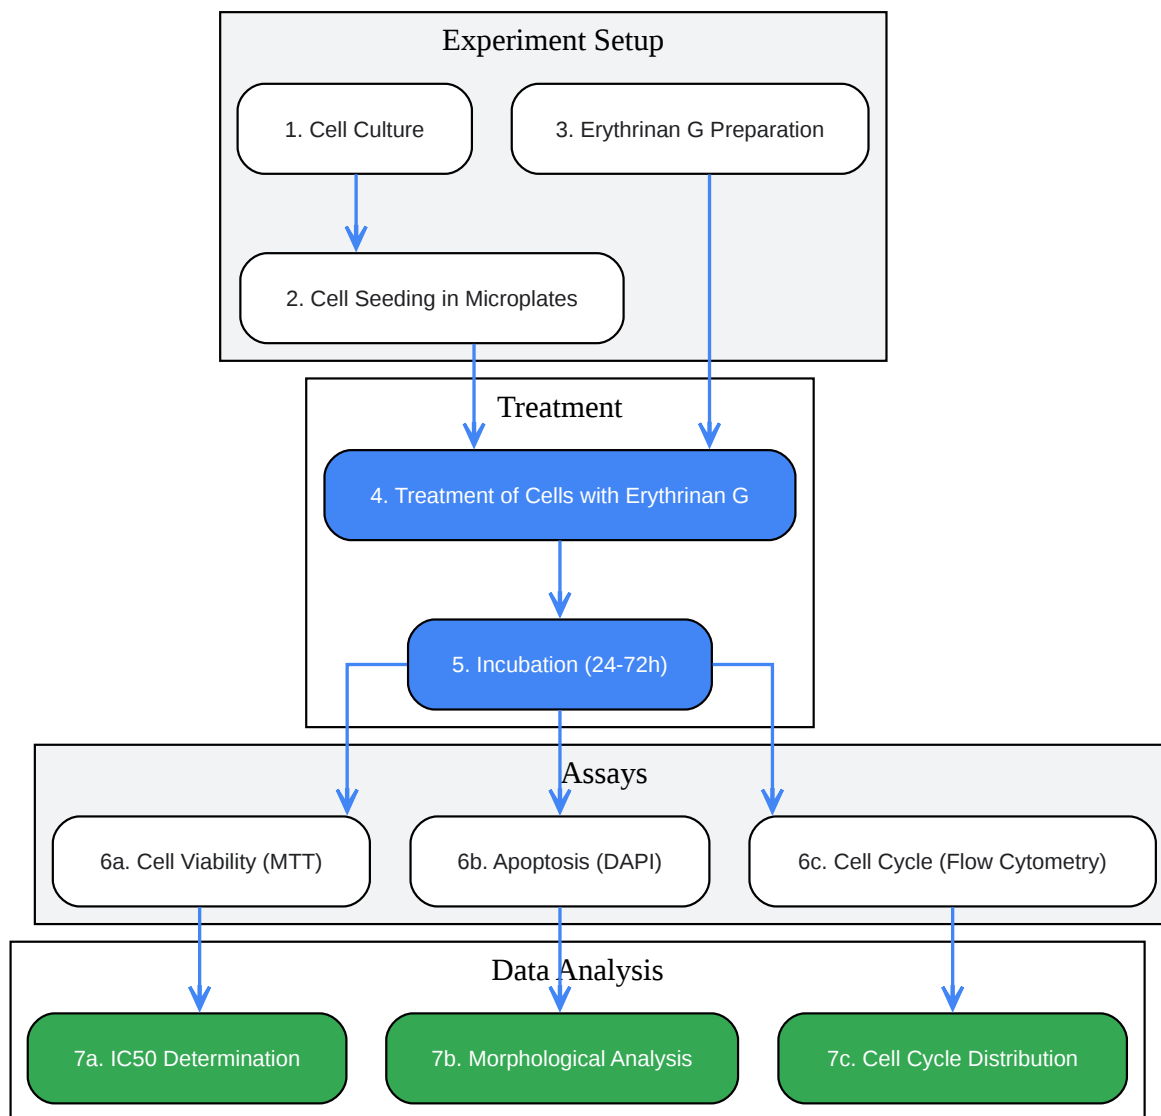 Experiment Setup
1. Cell Culture
3. Erythrinan G Preparation
2. Cell Seeding in Microplates
Treatment
4. Treatment of Cells with Erythrinan G
5. Incubation (24-72h)
Assays
6a. Cell Viability (MTT)
6b. Apoptosis (DAPI)
6c. Cell Cycle (Flow Cytometry)
Data Analysis
7a. IC50 Determination
7b. Morphological Analysis
7c. Cell Cycle Distribution